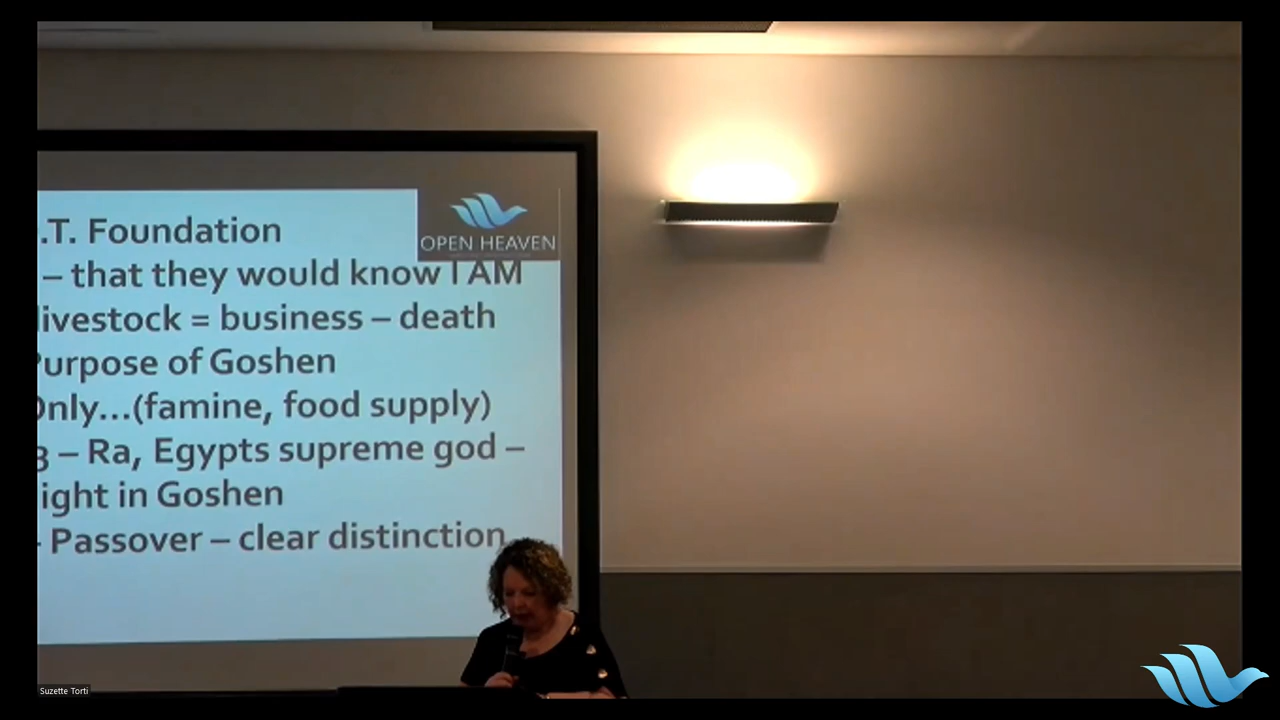 .T. Foundation
OPEN HEAVEN
– that they would know I AM
livestock = business – death
Purpose of Goshen
Only...(famine, food supply)
3 – Ra, Egypts supreme god –
ight in Goshen
- Passover – clear distinction
Suzette Torti